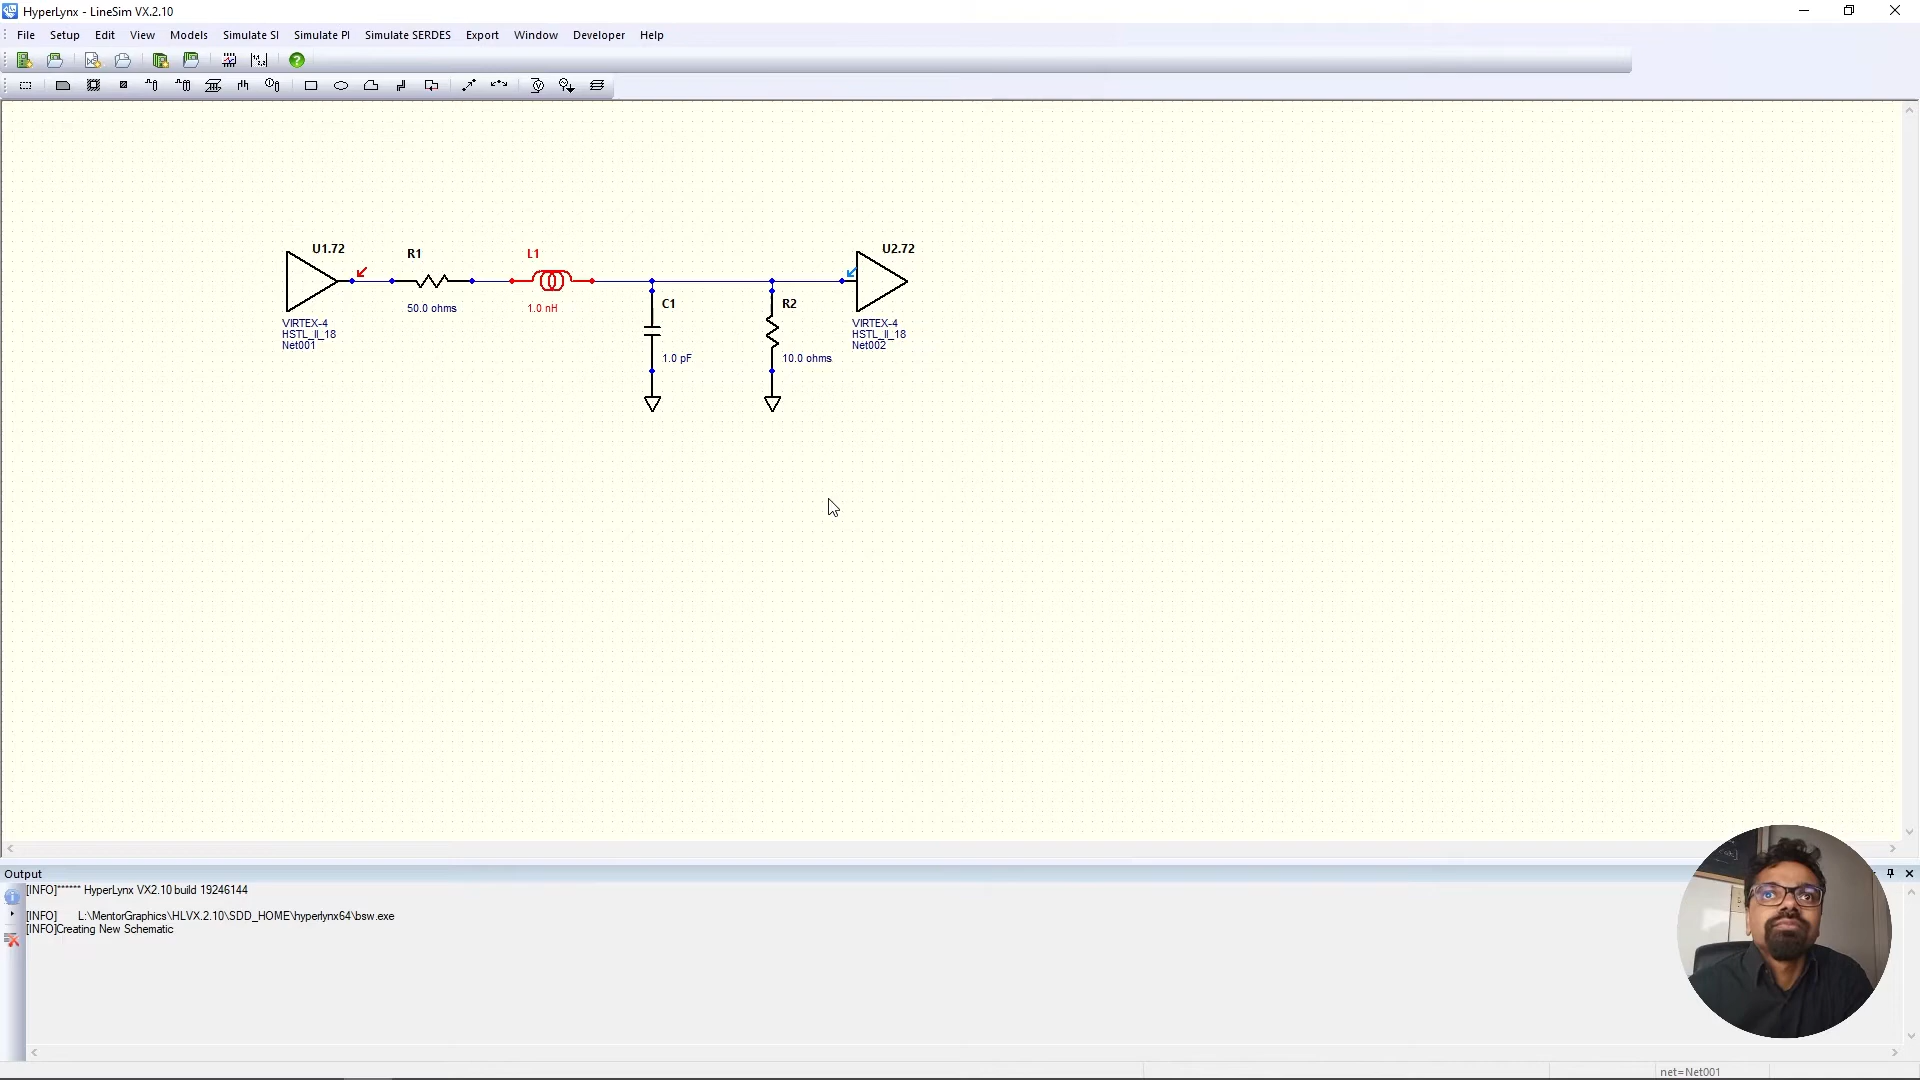 HyperLynx - LineSim VX.2.10
File Setup Edit View Models Simulate SI Simulate PI Simulate SERDES Export Window Developer Help
U1.72 R1 L1 U2.72
50.0 ohms 1.0 nH C1 R2
VIRTEX-4
HSTL_II_18
Net001
VIRTEX-4
HSTL_II_18
Net002
1.0 pF 10.0 ohms
Output
[INFO]****** HyperLynx VX2.10 build 19246144
[INFO] L:\MentorGraphics\HLVX.2.10\SDD_HOME\hyperlynx64\bsw.exe
[INFO]Creating New Schematic
net=Net001